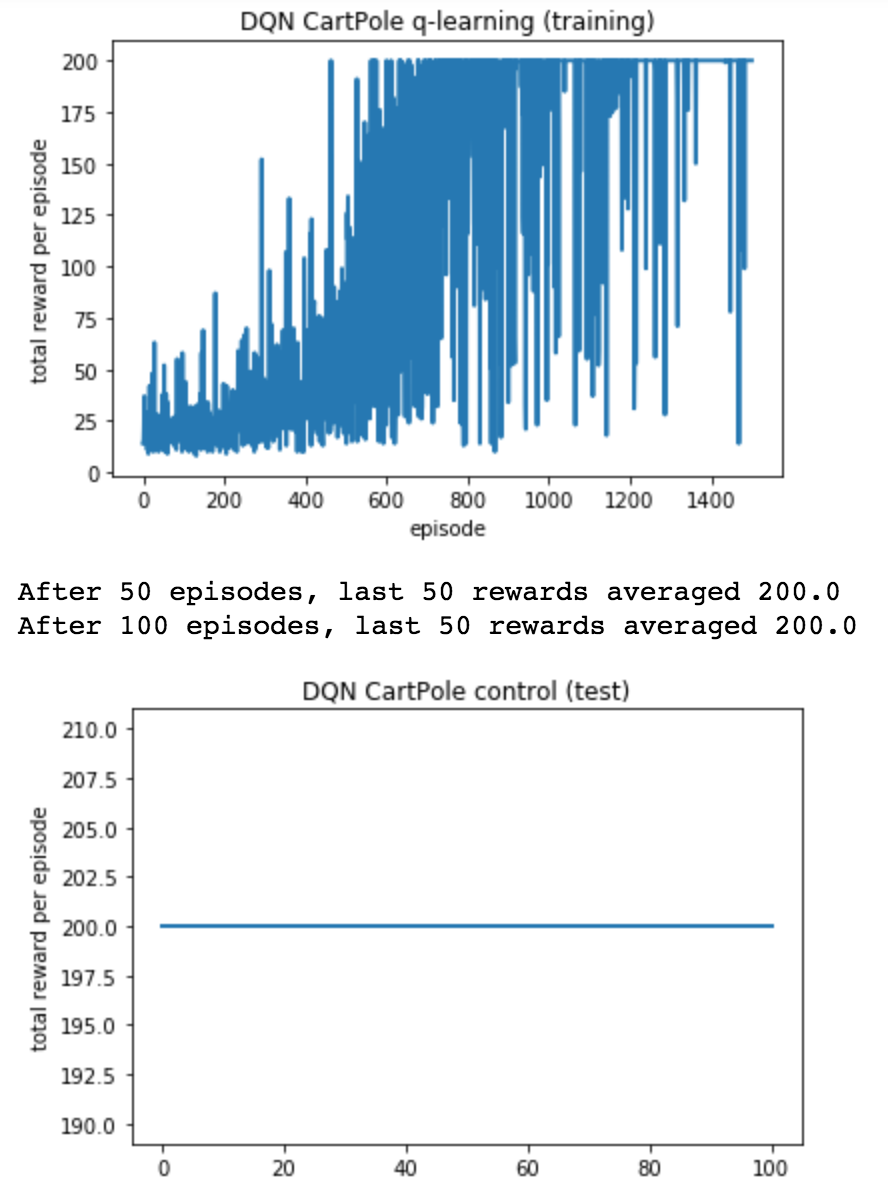 DQN CartPole q-learning (training)
total reward per episode
200
175
150
125
100
75
50
25
0
0 200 400 600 800 1000 1200 1400
episode
After 50 episodes, last 50 rewards averaged 200.0
After 100 episodes, last 50 rewards averaged 200.0
DQN CartPole control (test)
total reward per episode
210.0
207.5
205.0
202.5
200.0
197.5
195.0
192.5
190.0
0 20 40 60 80 100